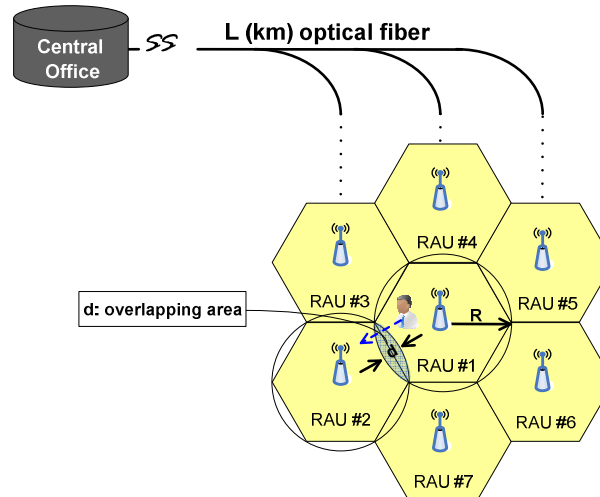 Central
Office
SS
L (km) optical fiber
RAU #4
RAU #3
RAU #5
d: overlapping area
R
d
RAU #1
RAU #2
RAU #6
RAU #7